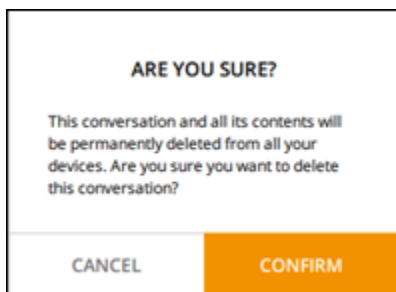 ARE YOU SURE?
This conversation and all its contents will
be permanently deleted from all your
devices. Are you sure you want to delete
this conversation?
CANCEL
CONFIRM